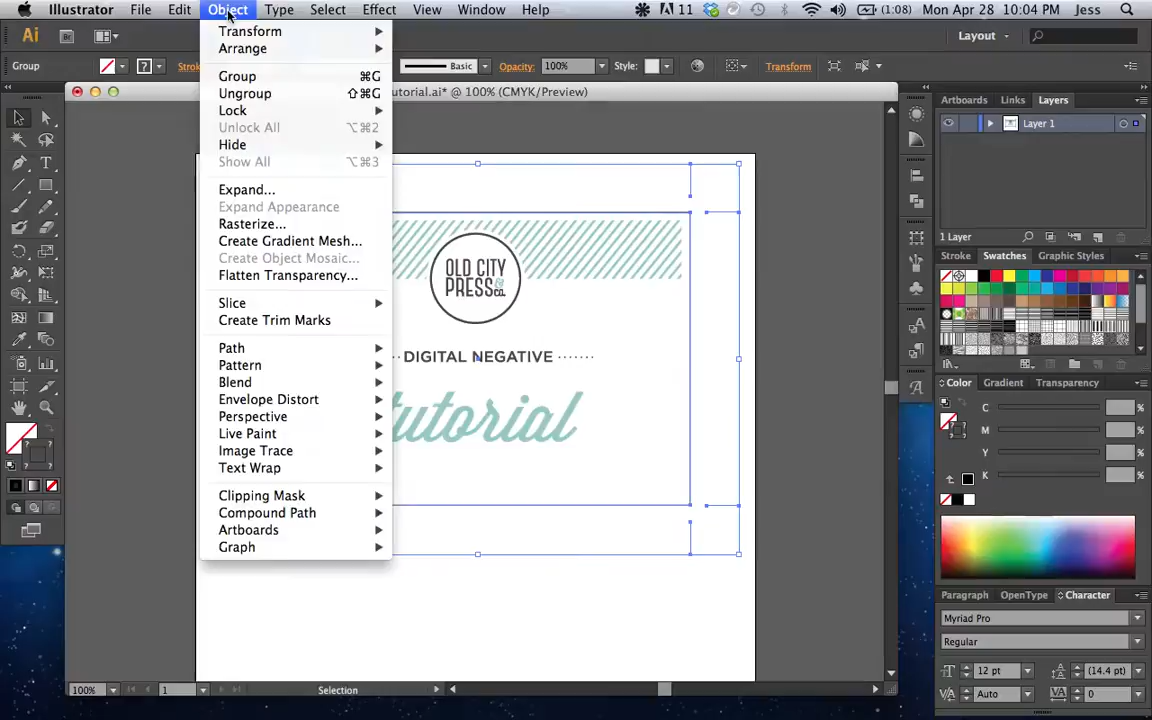 Illustrator File Edit Object Type Select Effect View Window Help 11 (1:08) Mon Apr 28 10:04 PM Jess
Ai Br Layout
Group Strok Basic Opacity: 100% Style: Transform
utorial.ai* @ 100% (CMYK/Preview)
Transform
Arrange
Group ⌘G
Ungroup ⇧⌘G
Lock
Unlock All ⌥⌘2
Hide
Show All ⌥⌘3
Expand...
Expand Appearance
Rasterize...
Create Gradient Mesh...
Create Object Mosaic...
Flatten Transparency...
Slice
Create Trim Marks
Path
Pattern
Blend
Envelope Distort
Perspective
Live Paint
Image Trace
Text Wrap
Clipping Mask
Compound Path
Artboards
Graph
OLD CITY
PRESS&
CO.
DIGITAL NEGATIVE
tutorial
Artboards Links Layers
Layer 1
1 Layer
Stroke Swatches Graphic Styles
Color Gradient Transparency
C
M
Y
K
Paragraph OpenType Character
Myriad Pro
Regular
12 pt (14.4 pt)
Auto 0
100% 1 Selection